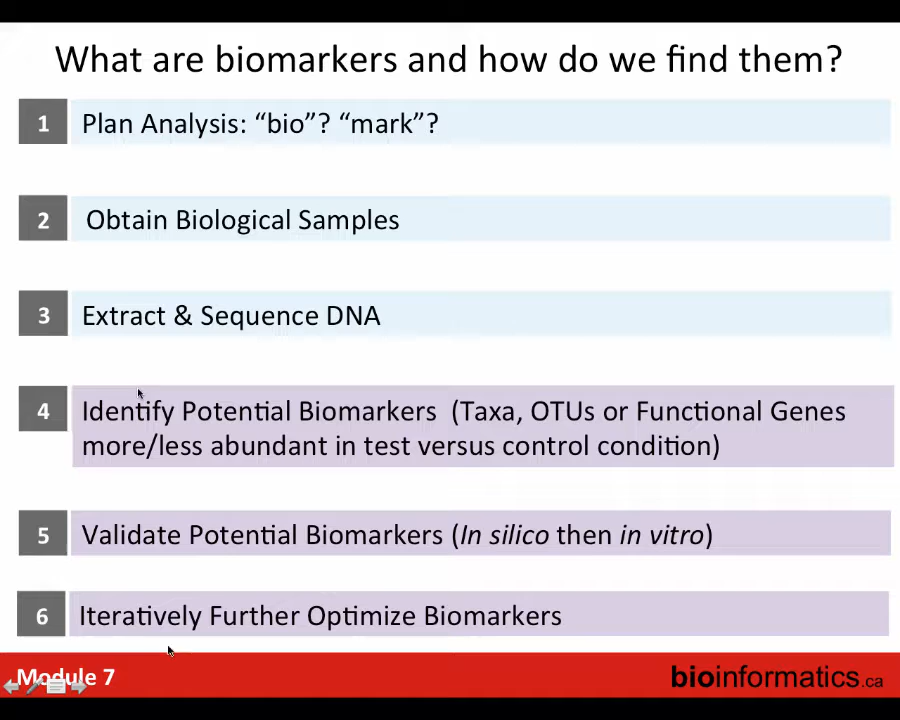 What are biomarkers and how do we find them?
1 Plan Analysis: “bio”? “mark”?
2 Obtain Biological Samples
3 Extract & Sequence DNA
4 Identify Potential Biomarkers (Taxa, OTUs or Functional Genes
more/less abundant in test versus control condition)
5 Validate Potential Biomarkers (In silico then in vitro)
6 Iteratively Further Optimize Biomarkers
Module 7
bioinformatics.ca